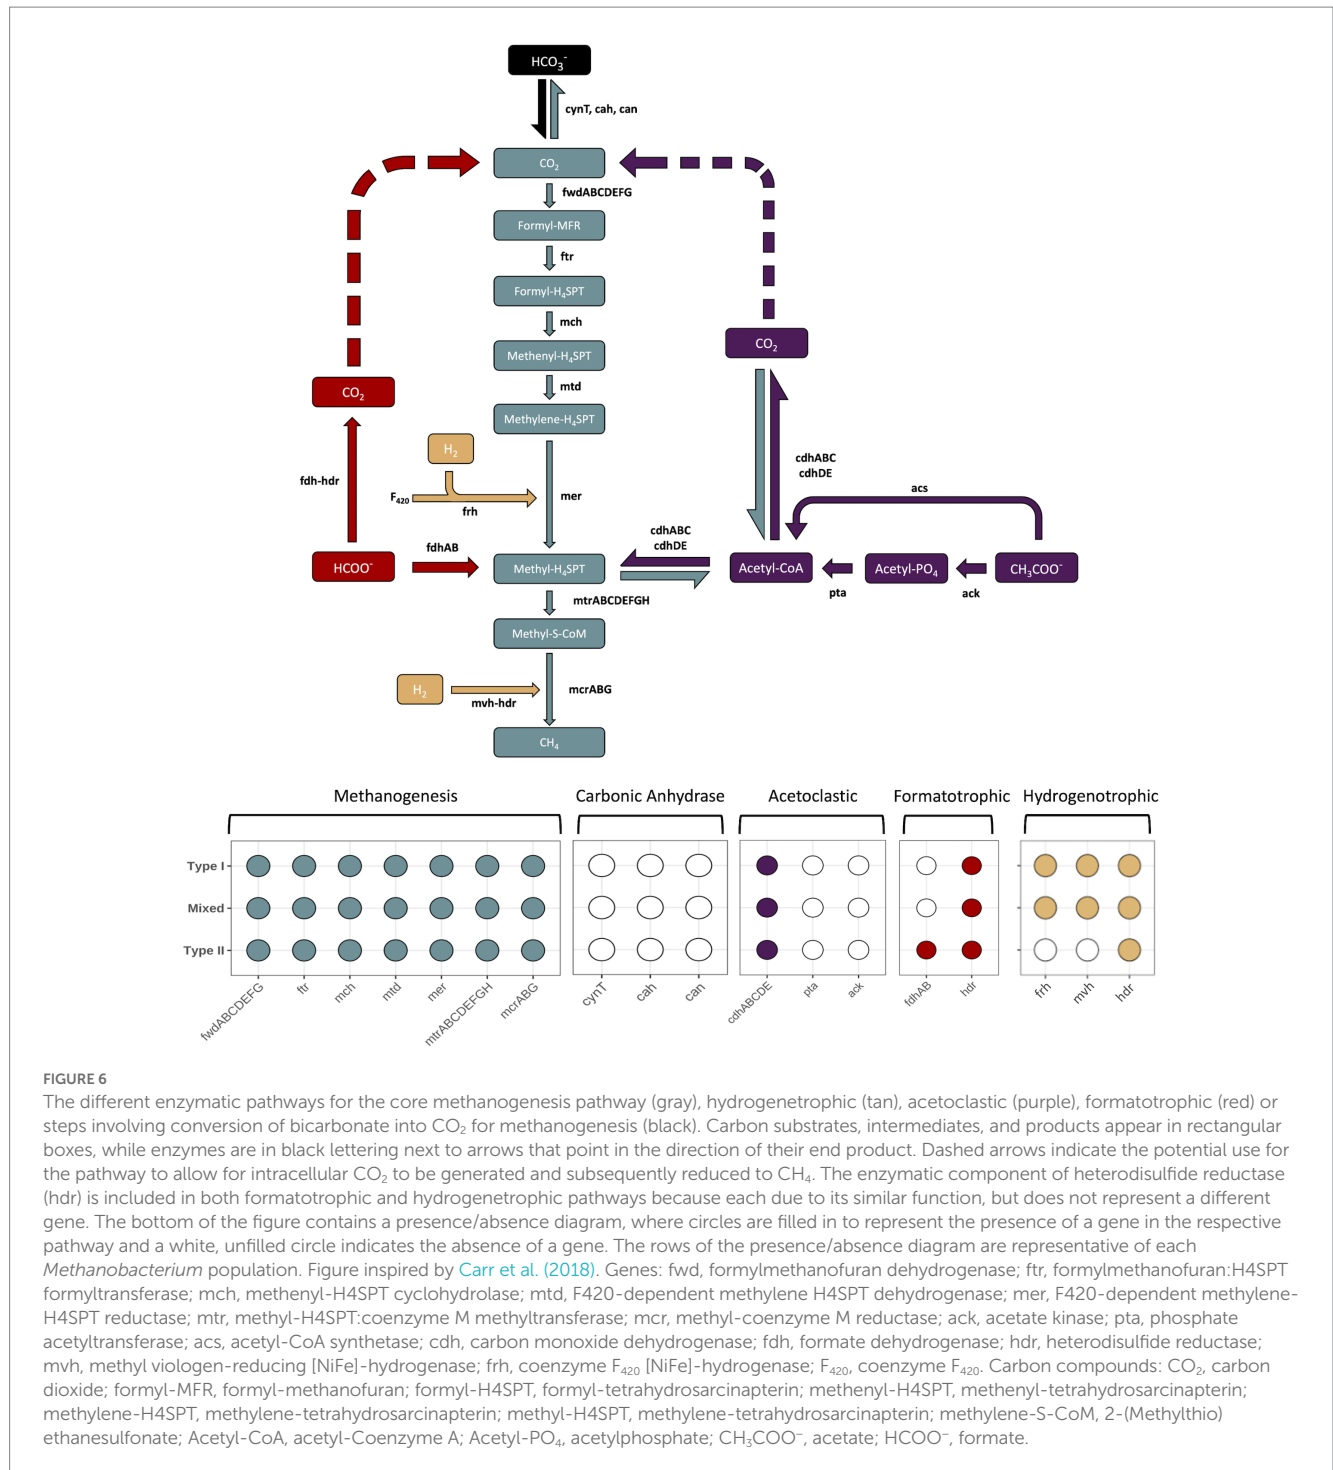 HCO₃⁻
cynT, cah, can
CO₂
fwdABCDEFG
Formyl-MFR
ftr
Formyl-H₄SPT
mch
CO₂
Methenyl-H₄SPT
mtd
CO₂
Methylene-H₄SPT
H₂
cdhABC
cdhDE
fdh-hdr
acs
F₄₂₀
mer
frh
cdhABC
cdhDE
fdhAB
HCOO⁻
Methyl-H₄SPT
Acetyl-CoA
Acetyl-PO₄
CH₃COO⁻
pta
ack
mtrABCDEFGH
Methyl-S-CoM
H₂
mcrABG
mvh-hdr
CH₄
Methanogenesis Carbonic Anhydrase Acetoclastic Formatotrophic Hydrogenotrophic
Type I
Mixed
Type II
fwdABCDEFG ftr mch mtd mer mtrABCDEFGH mcrABG cynT cah can cdhABCDE pta ack fdhAB hdr frh mvh hdr
FIGURE 6
The different enzymatic pathways for the core methanogenesis pathway (gray), hydrogenetrophic (tan), acetoclastic (purple), formatotrophic (red) or
steps involving conversion of bicarbonate into CO₂ for methanogenesis (black). Carbon substrates, intermediates, and products appear in rectangular
boxes, while enzymes are in black lettering next to arrows that point in the direction of their end product. Dashed arrows indicate the potential use for
the pathway to allow for intracellular CO₂ to be generated and subsequently reduced to CH₄. The enzymatic component of heterodisulfide reductase
(hdr) is included in both formatotrophic and hydrogenetrophic pathways because each due to its similar function, but does not represent a different
gene. The bottom of the figure contains a presence/absence diagram, where circles are filled in to represent the presence of a gene in the respective
pathway and a white, unfilled circle indicates the absence of a gene. The rows of the presence/absence diagram are representative of each
Methanobacterium population. Figure inspired by Carr et al. (2018). Genes: fwd, formylmethanofuran dehydrogenase; ftr, formylmethanofuran:H4SPT
formyltransferase; mch, methenyl-H4SPT cyclohydrolase; mtd, F420-dependent methylene H4SPT dehydrogenase; mer, F420-dependent methylene-
H4SPT reductase; mtr, methyl-H4SPT:coenzyme M methyltransferase; mcr, methyl-coenzyme M reductase; ack, acetate kinase; pta, phosphate
acetyltransferase; acs, acetyl-CoA synthetase; cdh, carbon monoxide dehydrogenase; fdh, formate dehydrogenase; hdr, heterodisulfide reductase;
mvh, methyl viologen-reducing [NiFe]-hydrogenase; frh, coenzyme F₄₂₀ [NiFe]-hydrogenase; F₄₂₀, coenzyme F₄₂₀. Carbon compounds: CO₂, carbon
dioxide; formyl-MFR, formyl-methanofuran; formyl-H4SPT, formyl-tetrahydrosarcinapterin; methenyl-H4SPT, methenyl-tetrahydrosarcinapterin;
methylene-H4SPT, methylene-tetrahydrosarcinapterin; methyl-H4SPT, methylene-tetrahydrosarcinapterin; methylene-S-CoM, 2-(Methylthio)
ethanesulfonate; Acetyl-CoA, acetyl-Coenzyme A; Acetyl-PO₄, acetylphosphate; CH₃COO⁻, acetate; HCOO⁻, formate.